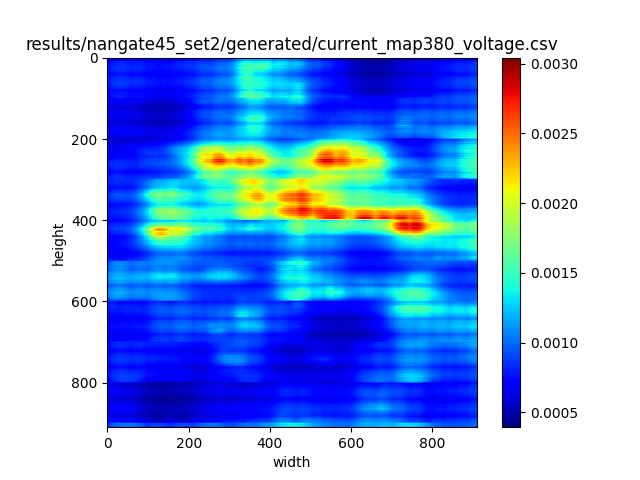 results/nangate45_set2/generated/current_map380_voltage.csv
0
200
400
600
800
height
0 200 400 600 800
width
0.0030
0.0025
0.0020
0.0015
0.0010
0.0005